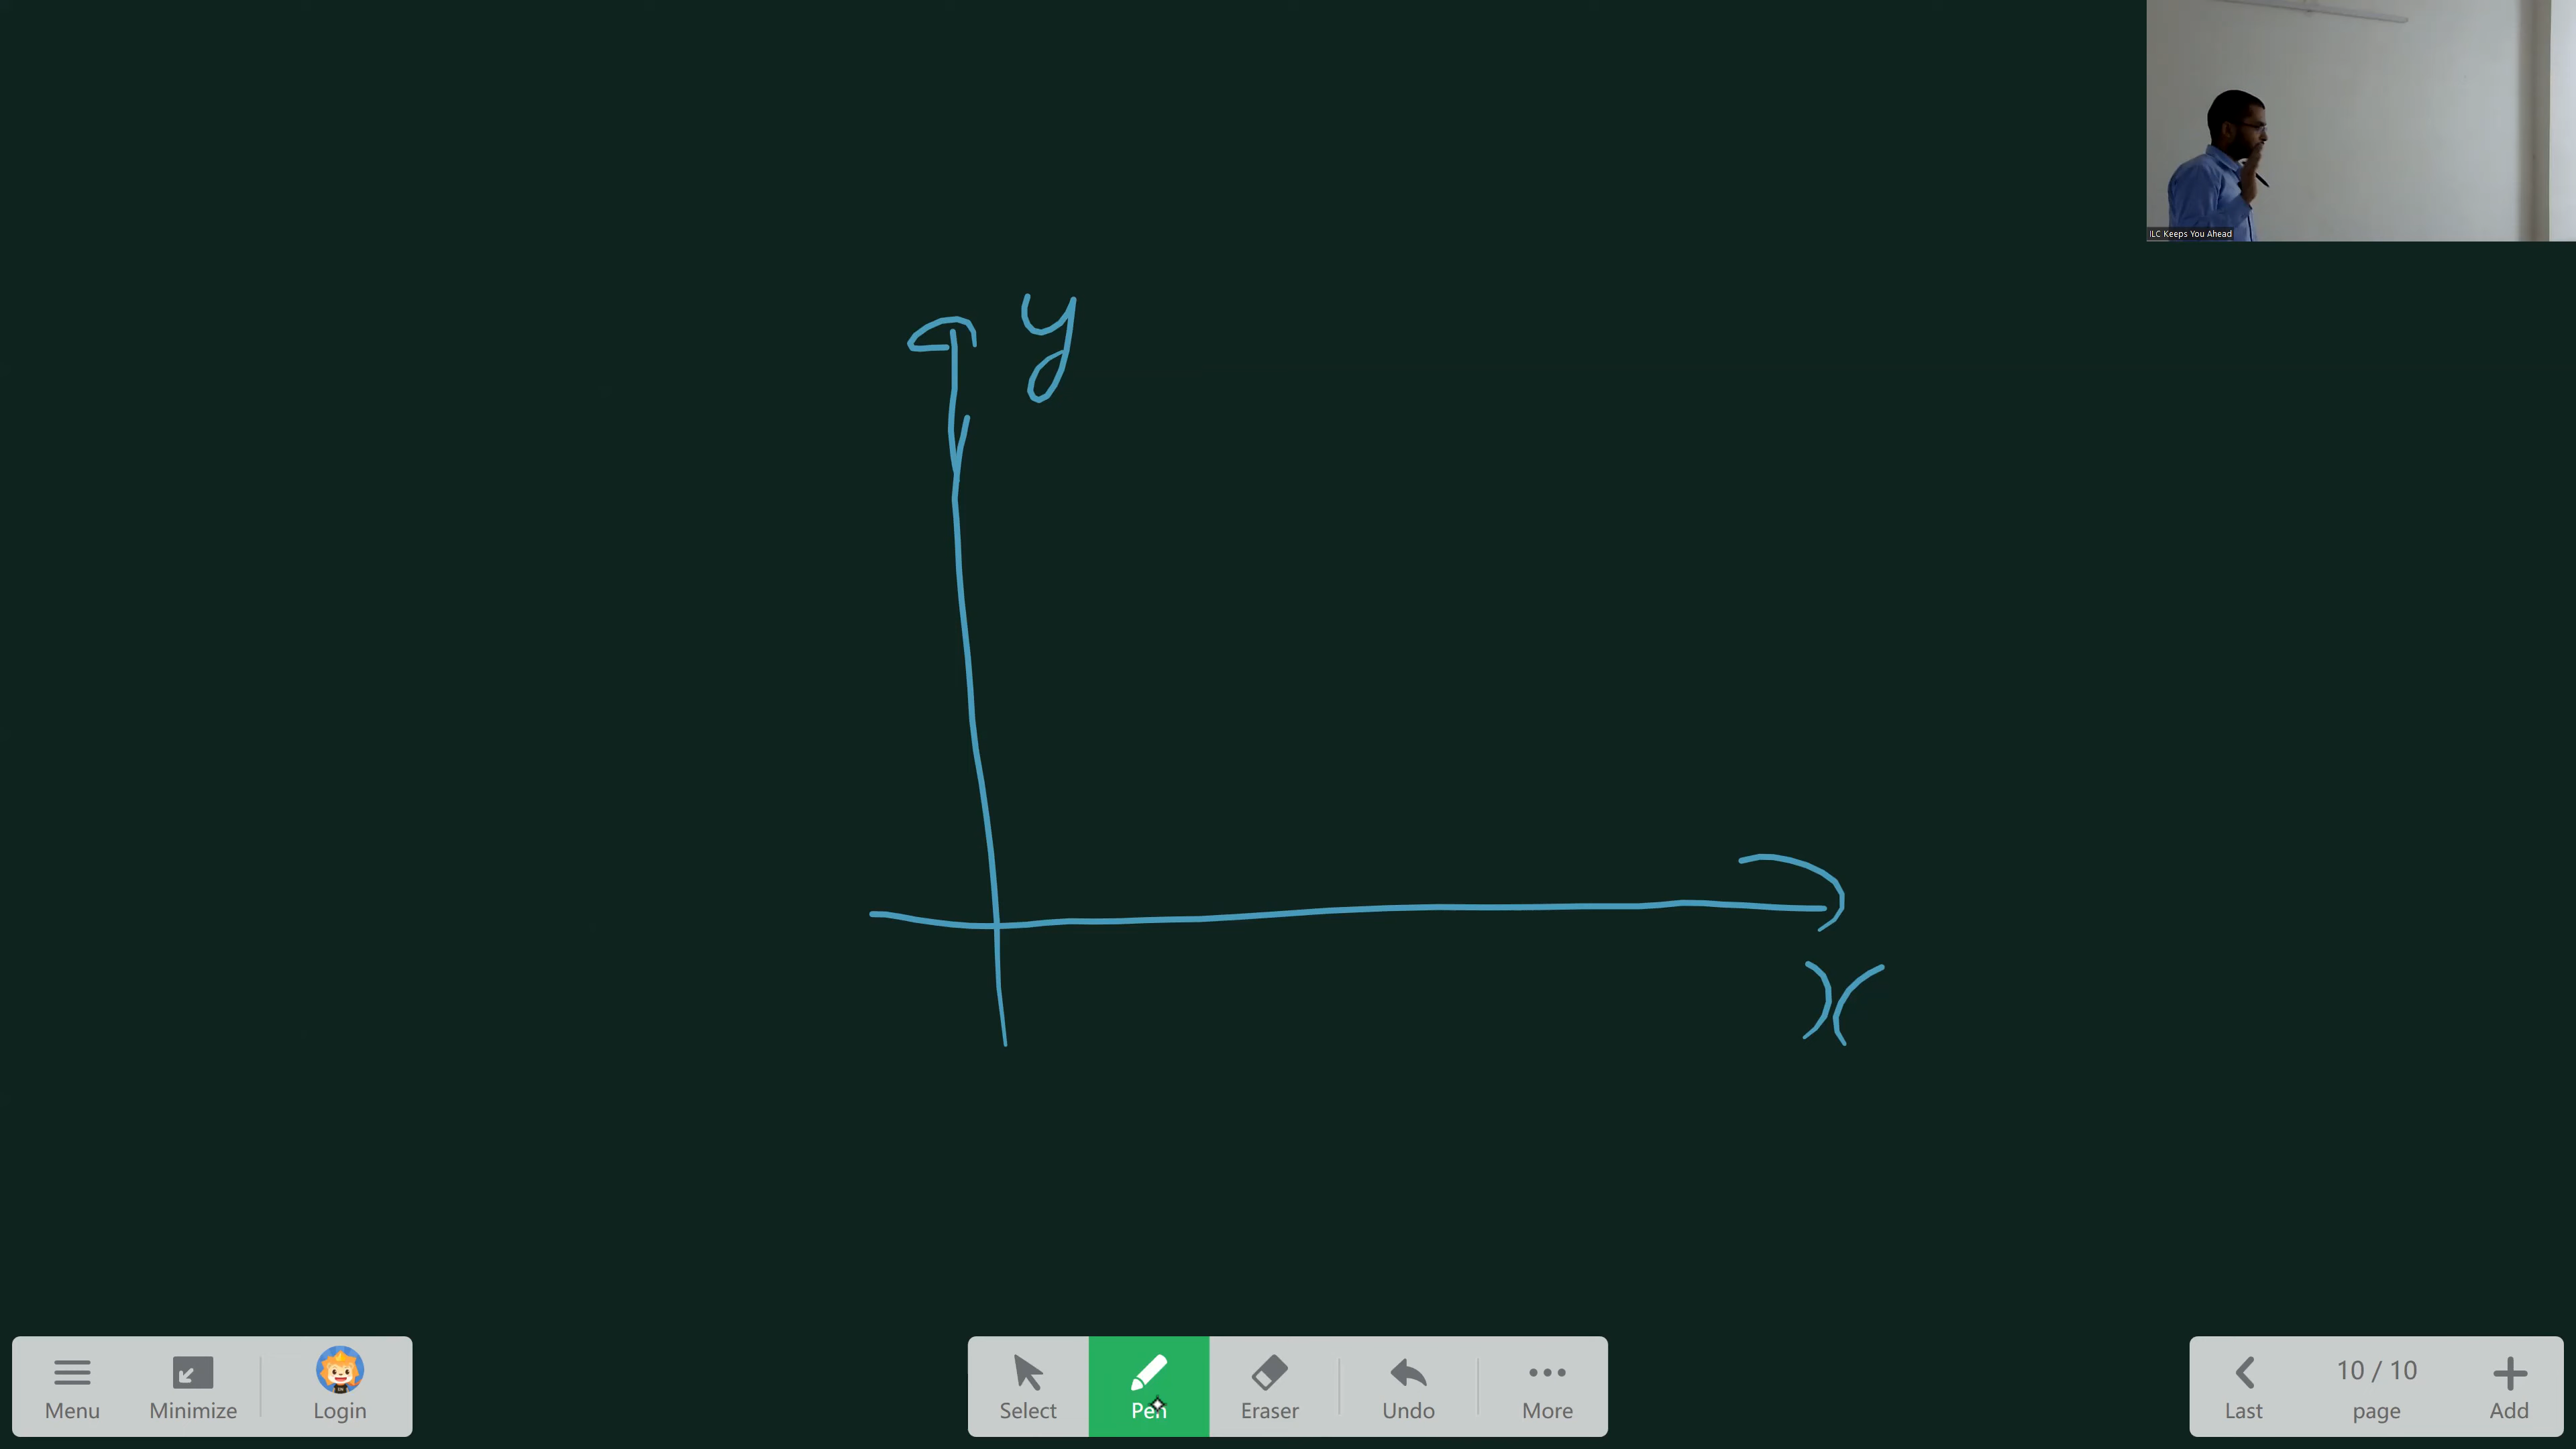 ILC Keeps You Ahead
y
x
Menu
Minimize
Login
Select
Pen
Eraser
Undo
More
Last
10 / 10
page
Add